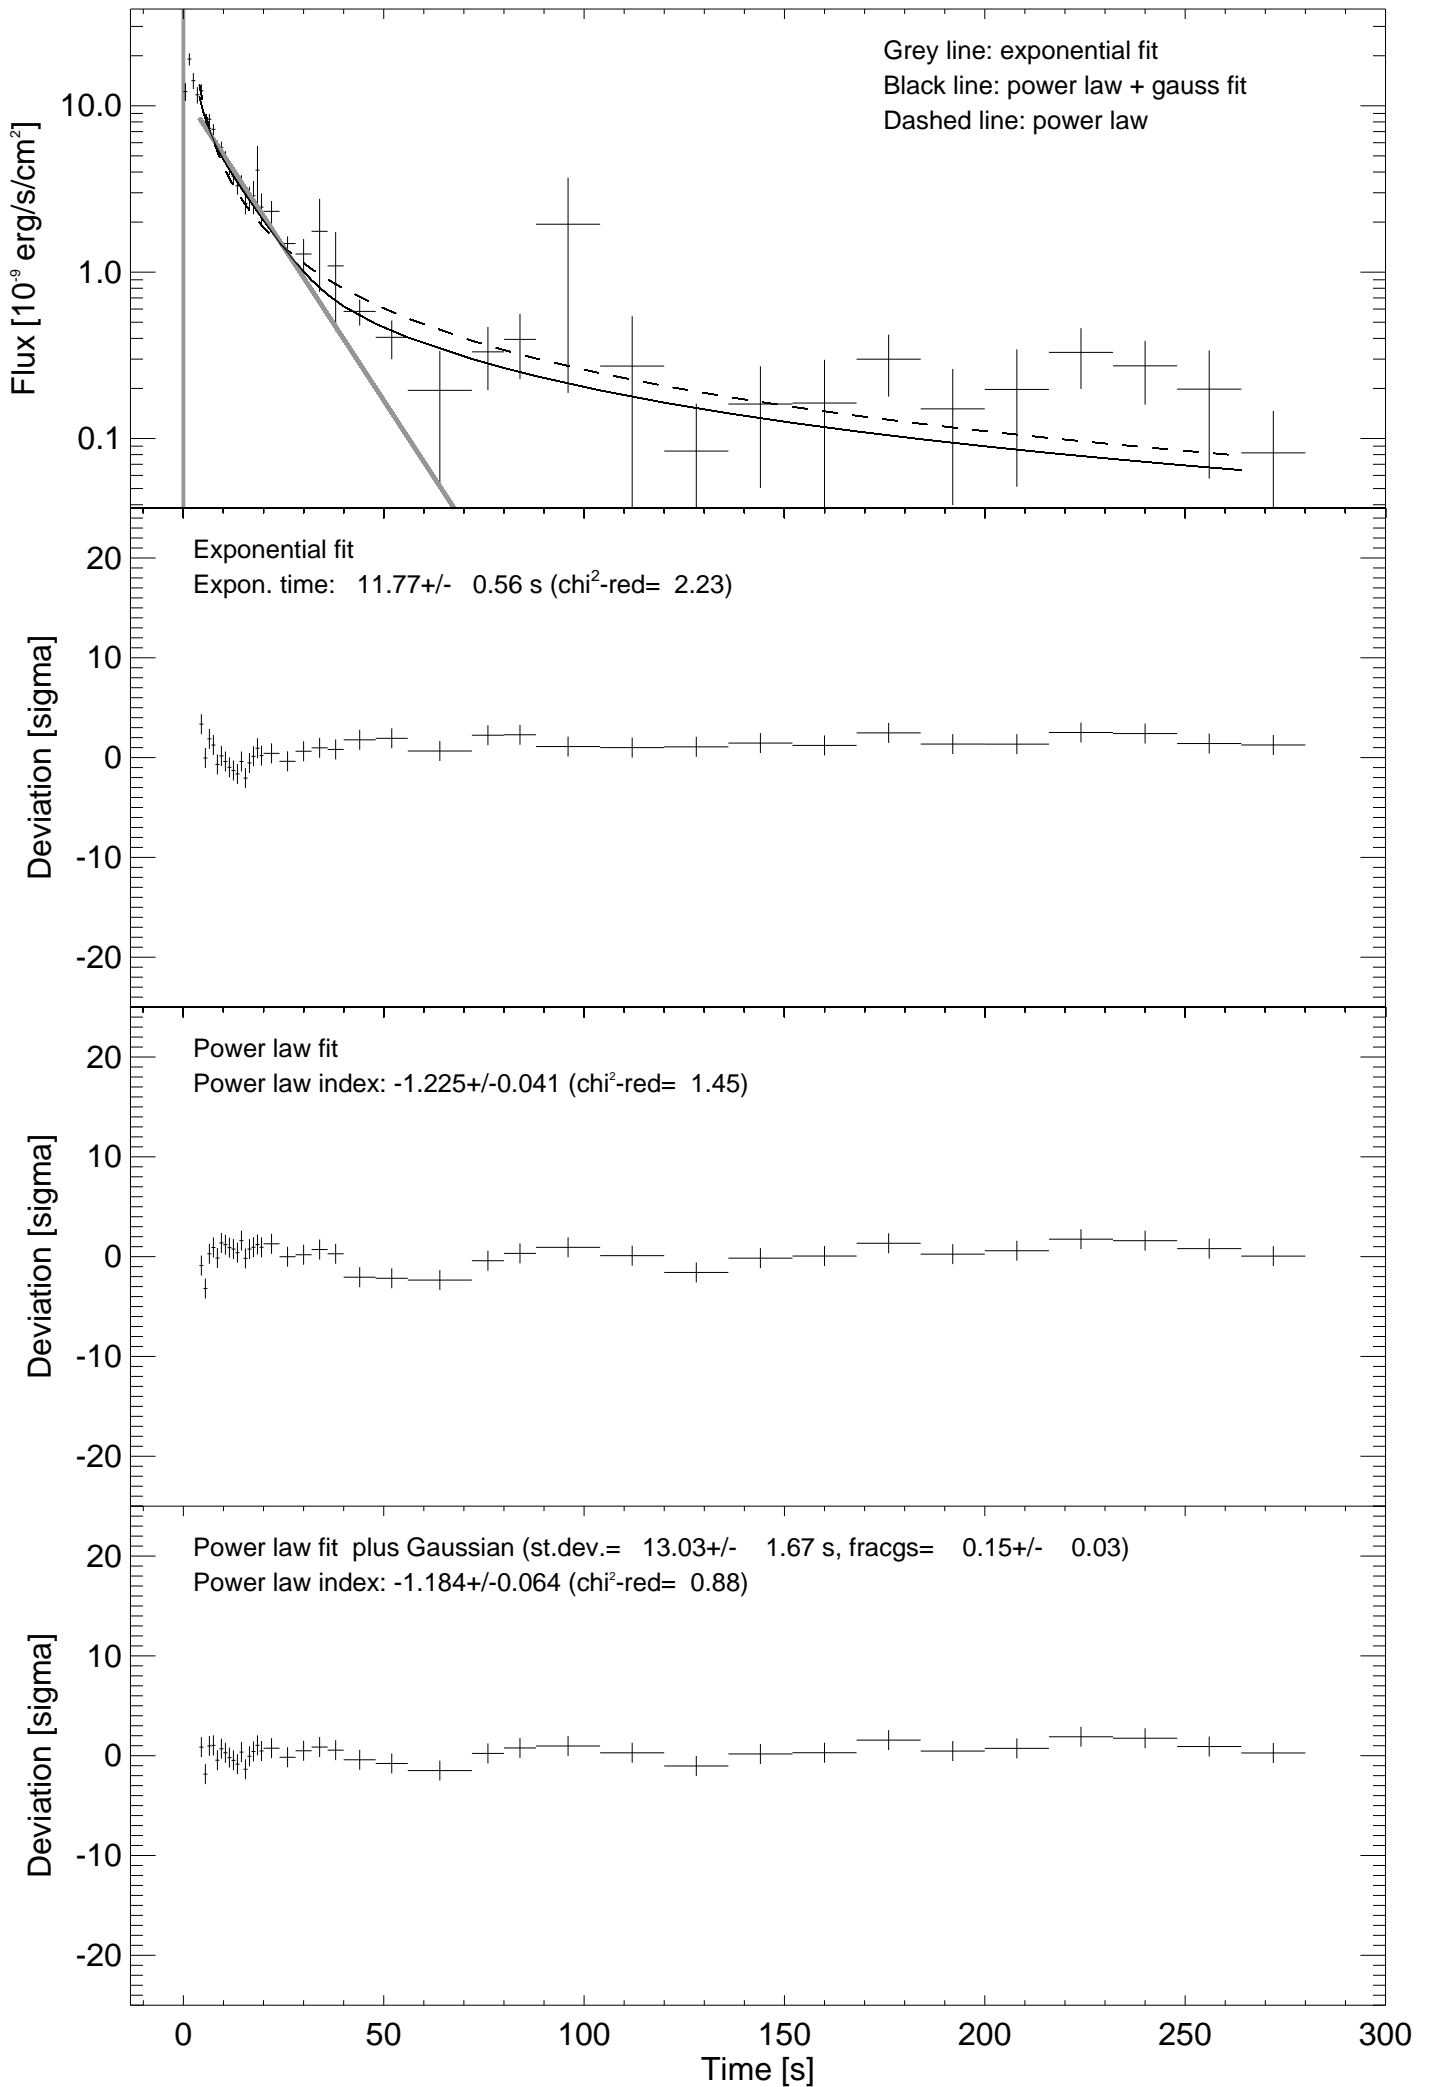 Grey line: exponential fit
Black line: power law + gauss fit
Dashed line: power law
10.0
1.0
0.1
Flux [10⁻⁹ erg/s/cm²]
Exponential fit
Expon. time: 11.77+/- 0.56 s (chi²-red= 2.23)
20
10
0
-10
-20
Deviation [sigma]
Power law fit
Power law index: -1.225+/-0.041 (chi²-red= 1.45)
20
10
0
-10
-20
Deviation [sigma]
Power law fit plus Gaussian (st.dev.= 13.03+/- 1.67 s, fracgs= 0.15+/- 0.03)
Power law index: -1.184+/-0.064 (chi²-red= 0.88)
20
10
0
-10
-20
Deviation [sigma]
0 50 100 150 200 250 300
Time [s]